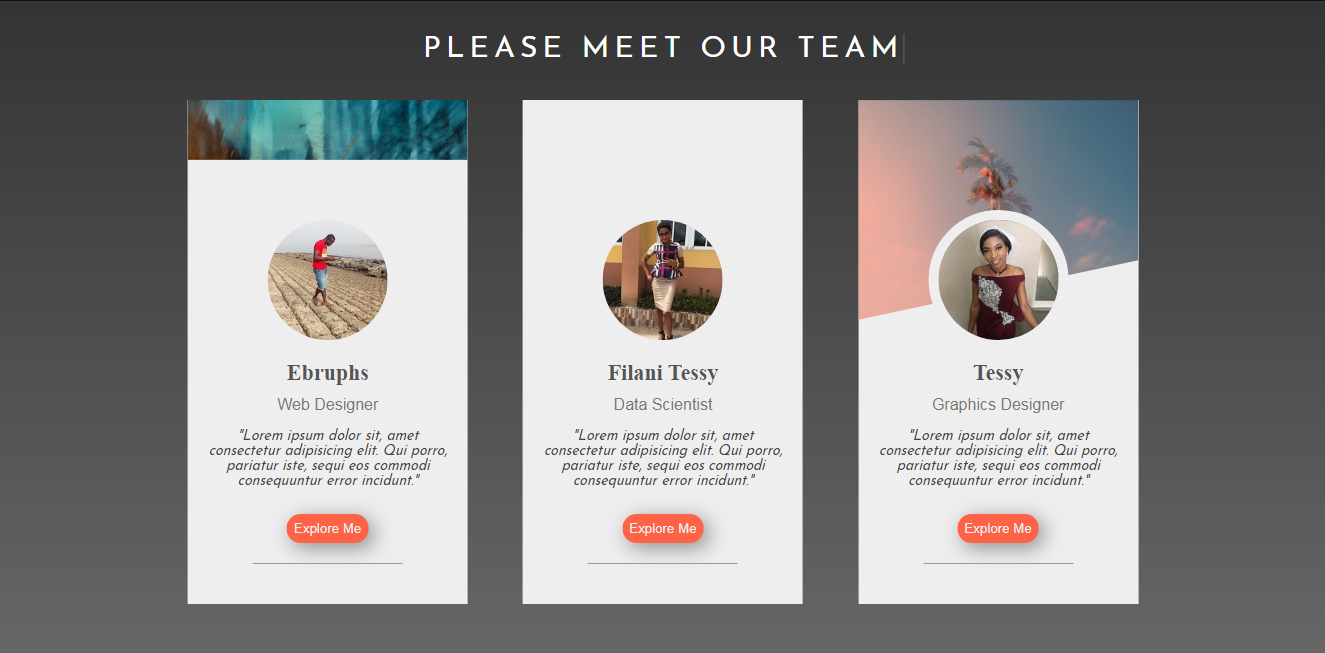 PLEASE MEET OUR TEAM
Ebruphs
Web Designer
"Lorem ipsum dolor sit, amet
consectetur adipisicing elit. Qui porro,
pariatur iste, sequi eos commodi
consequuntur error incidunt."
Explore Me
Filani Tessy
Data Scientist
"Lorem ipsum dolor sit, amet
consectetur adipisicing elit. Qui porro,
pariatur iste, sequi eos commodi
consequuntur error incidunt."
Explore Me
Tessy
Graphics Designer
"Lorem ipsum dolor sit, amet
consectetur adipisicing elit. Qui porro,
pariatur iste, sequi eos commodi
consequuntur error incidunt."
Explore Me